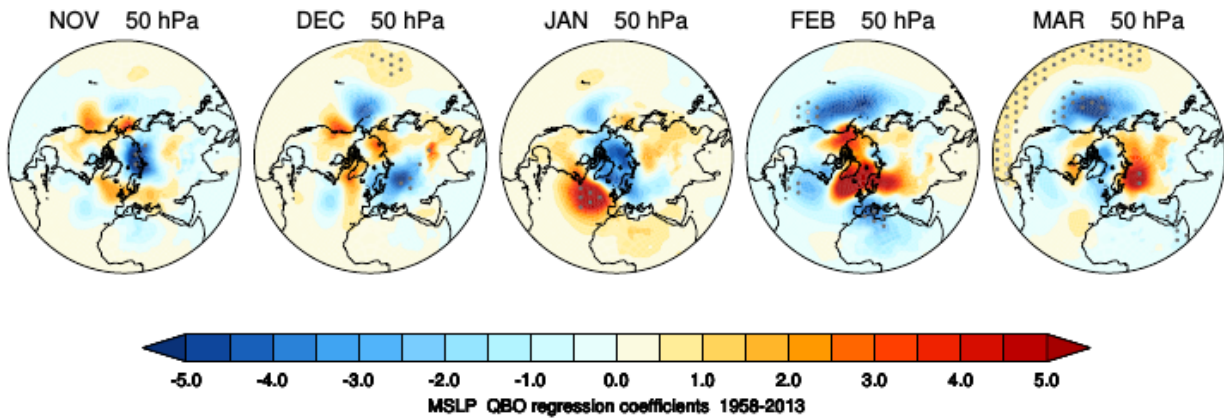 NOV 50 hPa DEC 50 hPa JAN 50 hPa FEB 50 hPa MAR 50 hPa
-5.0 -4.0 -3.0 -2.0 -1.0 0.0 1.0 2.0 3.0 4.0 5.0
MSLP QBO regression coefficients 1958-2013